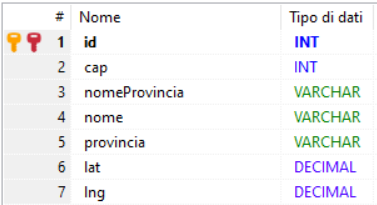 # Nome Tipo di dati
1 id INT
2 cap INT
3 nomeProvincia VARCHAR
4 nome VARCHAR
5 provincia VARCHAR
6 lat DECIMAL
7 lng DECIMAL